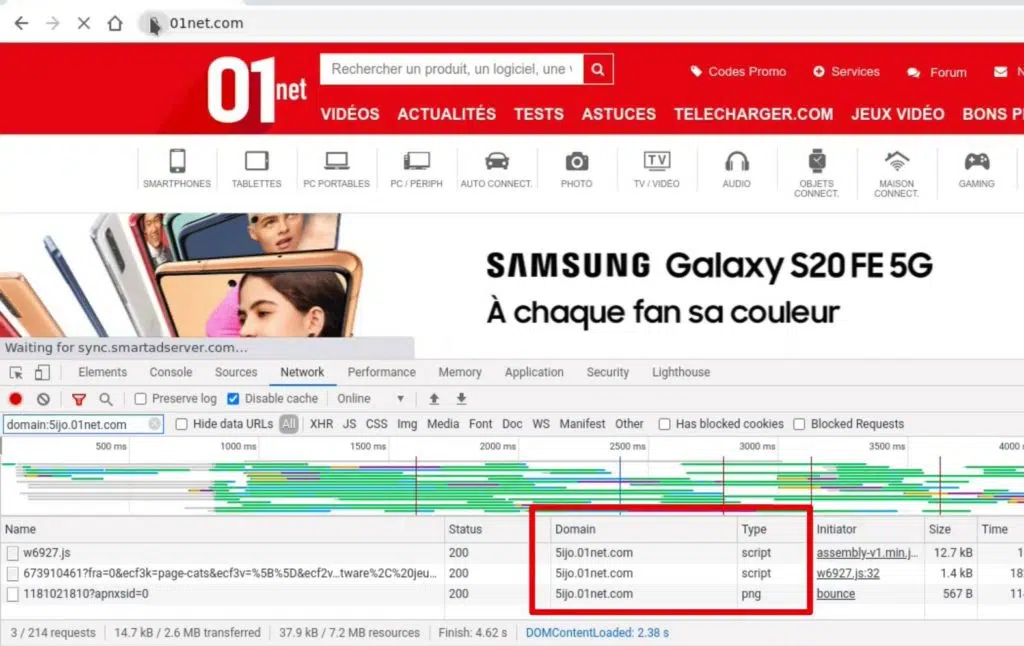 01net.com
01net
Rechercher un produit, un logiciel, une
Codes Promo Services Forum
VIDÉOS ACTUALITÉS TESTS ASTUCES TELECHARGER.COM JEUX VIDÉO BONS
TV
SMARTPHONES TABLETTES PC PORTABLES PC / PÉRIPH AUTO CONNECT. PHOTO TV / VIDÉO AUDIO OBJETS CONNECT. MAISON CONNECT. GAMING
SAMSUNG Galaxy S20 FE 5G
À chaque fan sa couleur
Waiting for sync.smartadserver.com...
Elements Console Sources Network Performance Memory Application Security Lighthouse
Preserve log Disable cache Online
domain:5ijo.01net.com Hide data URLs All XHR JS CSS Img Media Font Doc WS Manifest Other Has blocked cookies Blocked Requests
500 ms 1000 ms 1500 ms 2000 ms 2500 ms 3000 ms 3500 ms 4000
Name Status Domain Type Initiator Size Time
w6927.js 200 5ijo.01net.com script assembly-v1.min.j... 12.7 kB
673910461?fra=0&ecf3k=page-cats&ecf3v=%5B%5D&ecf2v...tware%2C%20jeu... 200 5ijo.01net.com script w6927.js:32 1.4 kB
1181021810?apnxsid=0 200 5ijo.01net.com png bounce 567 B
3 / 214 requests 14.7 kB / 2.6 MB transferred 37.9 kB / 7.2 MB resources Finish: 4.62 s DOMContentLoaded: 2.38 s